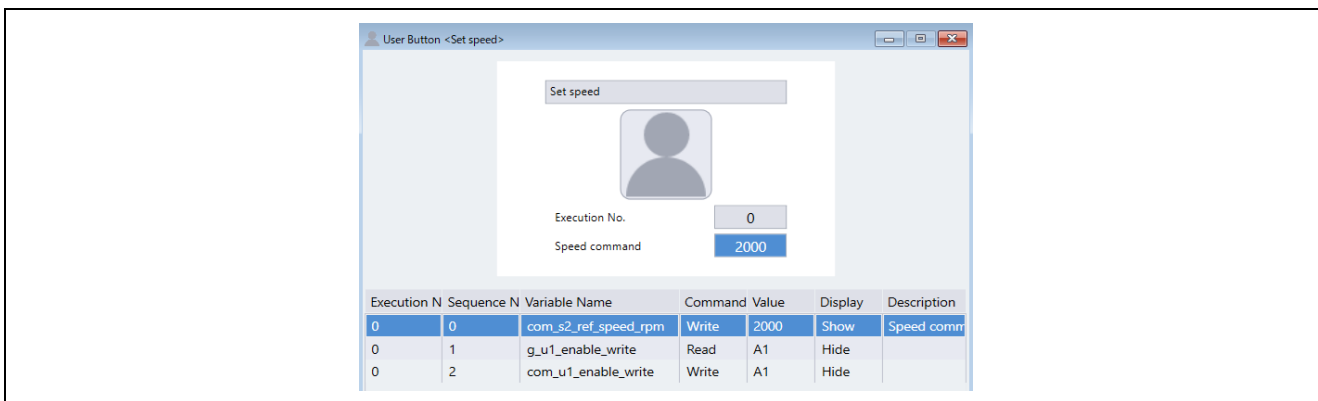 User Button <Set speed>
Set speed
Execution No. 0
Speed command 2000
Execution N Sequence N Variable Name Command Value Display Description
0 0 com_s2_ref_speed_rpm Write 2000 Show Speed comm
0 1 g_u1_enable_write Read A1 Hide
0 2 com_u1_enable_write Write A1 Hide